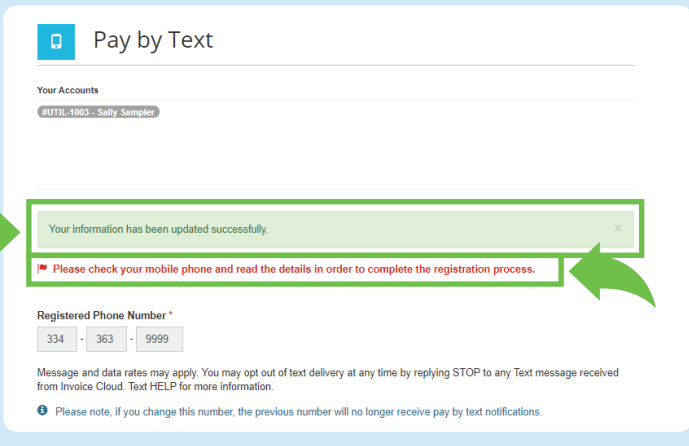 Pay by Text
Your Accounts
#UTIL-1003 - Sally Sampler
Your information has been updated successfully. ×
Please check your mobile phone and read the details in order to complete the registration process.
Registered Phone Number *
334 - 363 - 9999
Message and data rates may apply. You may opt out of text delivery at any time by replying STOP to any Text message received
from Invoice Cloud. Text HELP for more information.
Please note, if you change this number, the previous number will no longer receive pay by text notifications.